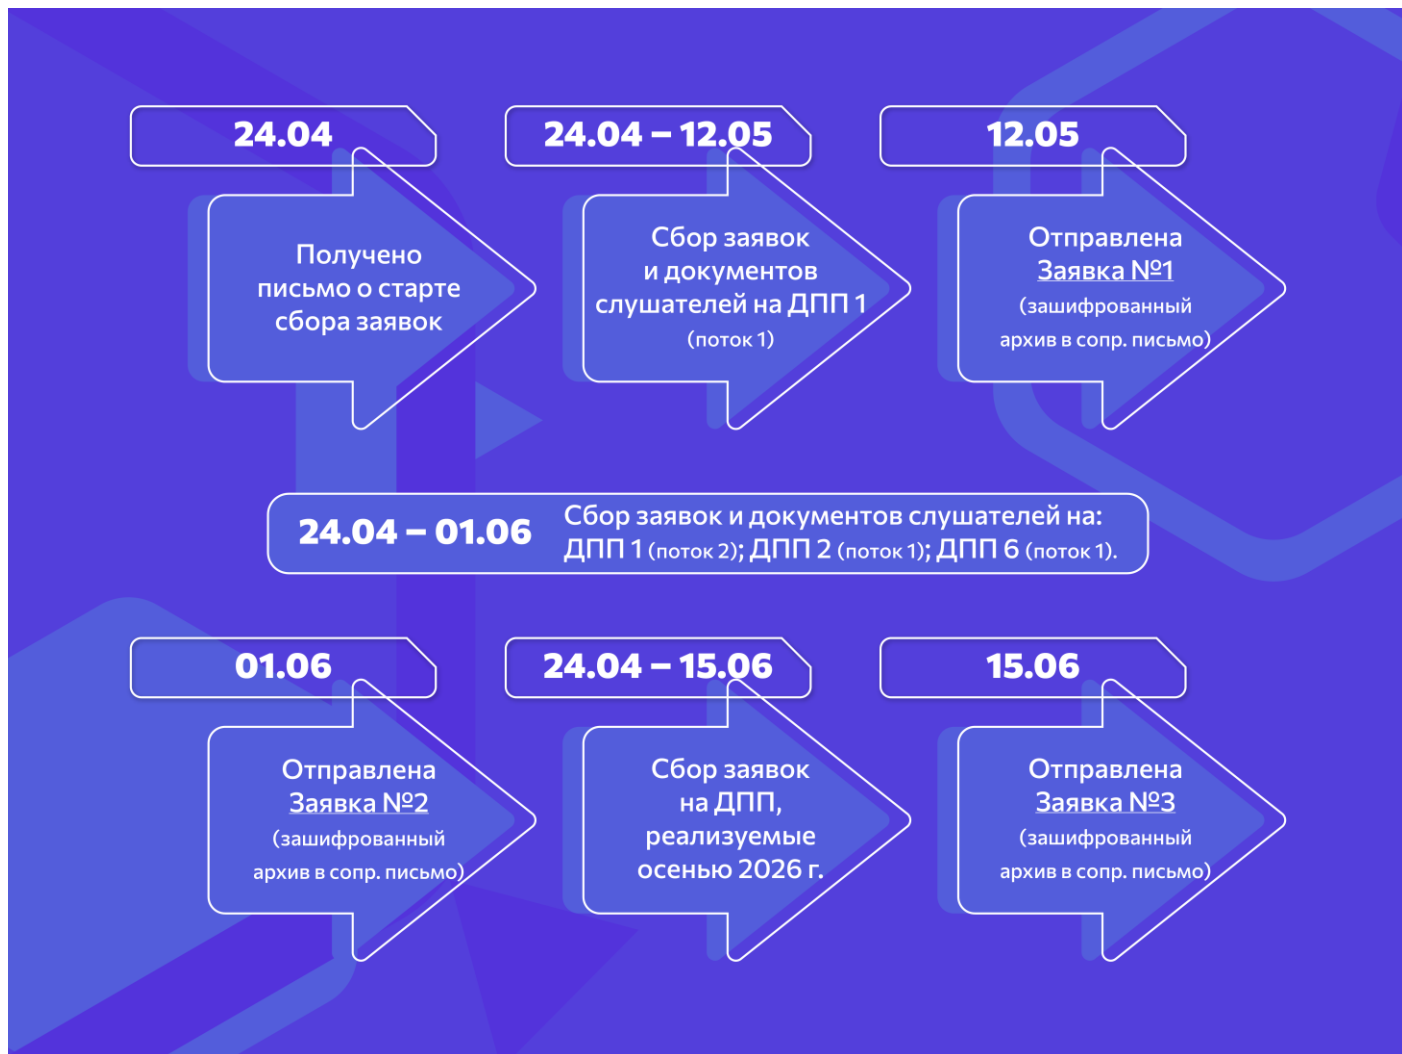 24.04
Получено
письмо о старте
сбора заявок
24.04 – 12.05
Сбор заявок
и документов
слушателей на ДПП 1
(поток 1)
12.05
Отправлена
Заявка №1
(зашифрованный
архив в сопр. письмо)
24.04 – 01.06
Сбор заявок и документов слушателей на:
ДПП 1 (поток 2); ДПП 2 (поток 1); ДПП 6 (поток 1).
01.06
Отправлена
Заявка №2
(зашифрованный
архив в сопр. письмо)
24.04 – 15.06
Сбор заявок
на ДПП,
реализуемые
осенью 2026 г.
15.06
Отправлена
Заявка №3
(зашифрованный
архив в сопр. письмо)